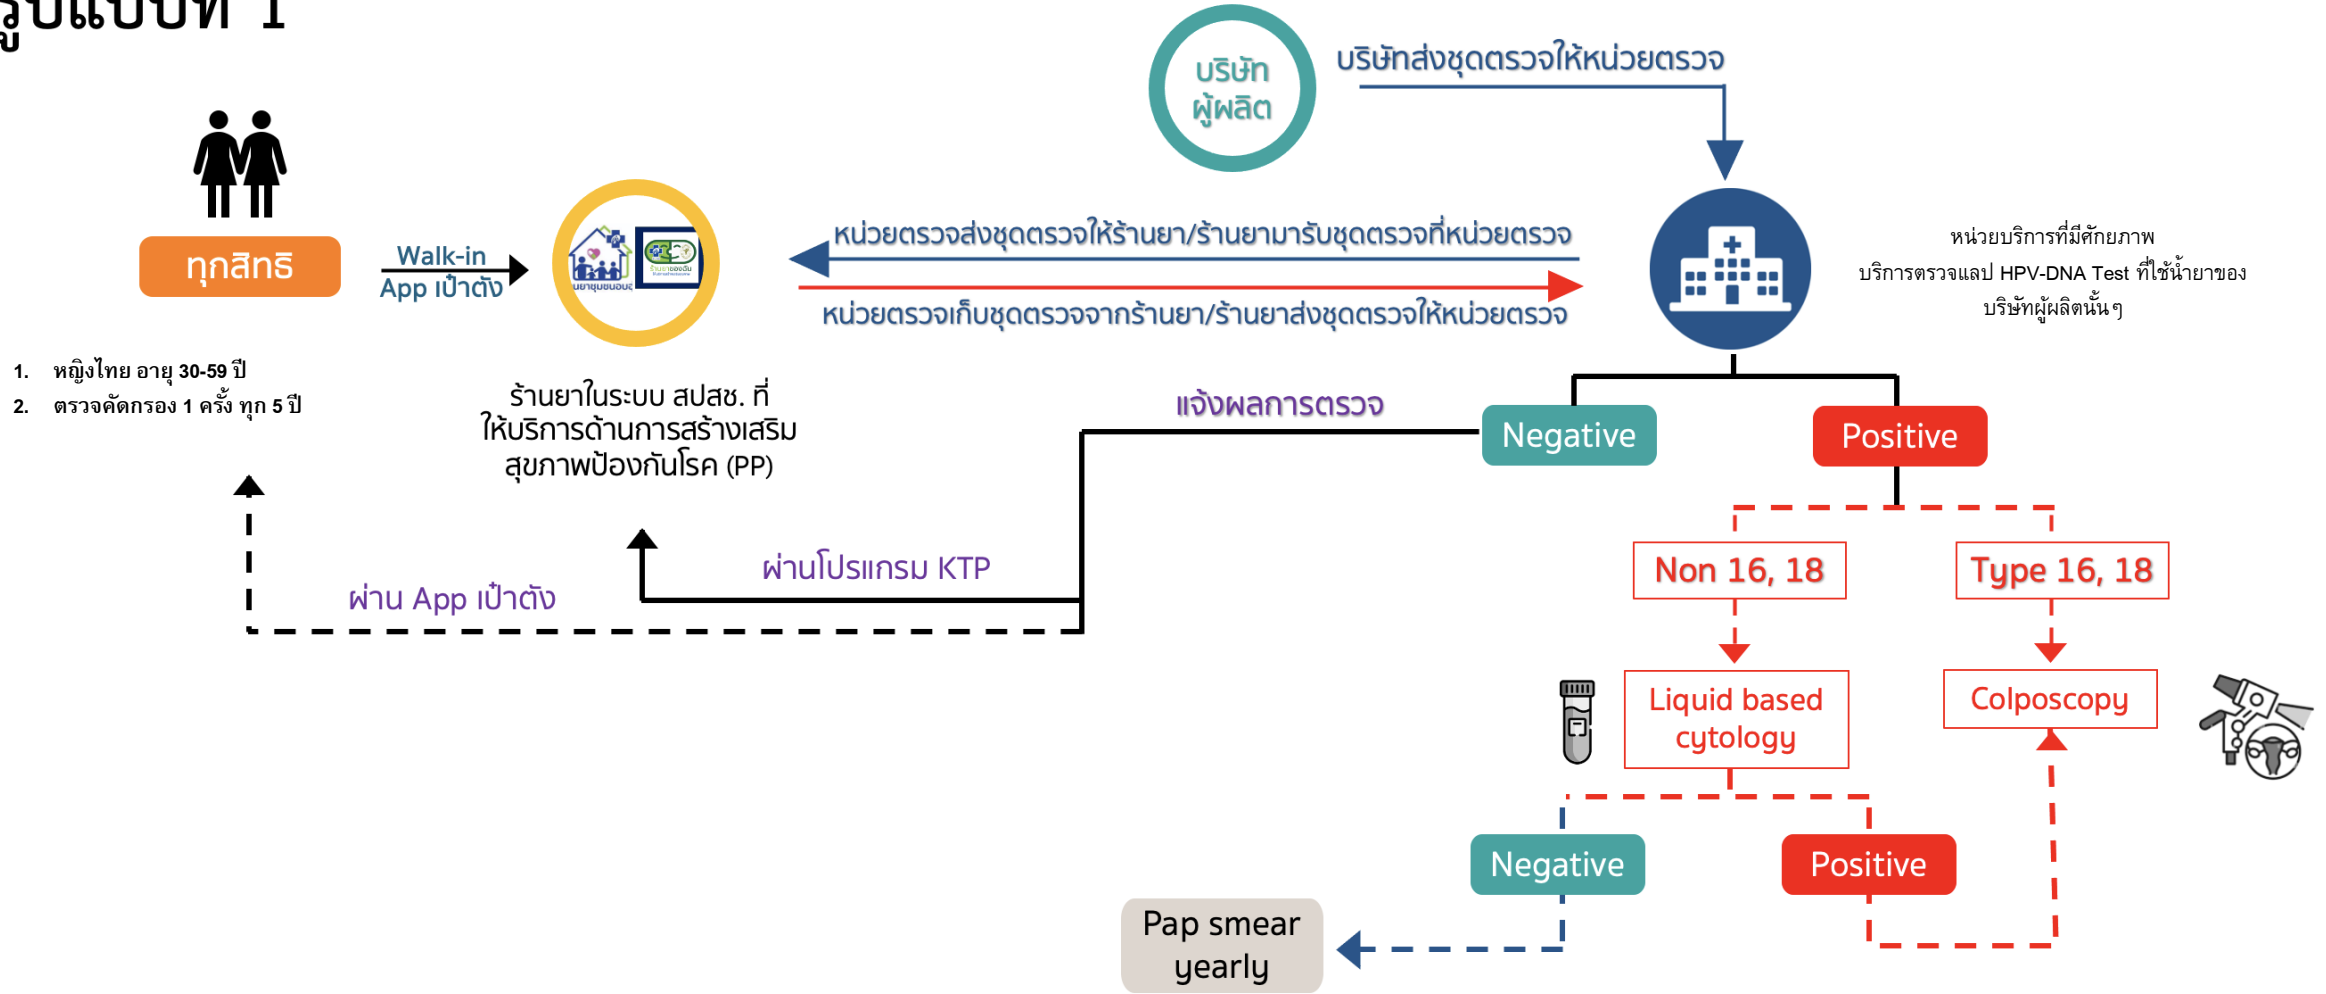 รูปแบบที่ 1
บริษัท
ผู้ผลิต
บริษัทส่งชุดตรวจให้หน่วยตรวจ
ทุกสิทธิ
Walk-in
App เป๋าตัง
ร้านยาของฉัน
หน่วยตรวจส่งชุดตรวจให้ร้านยา/ร้านยามารับชุดตรวจที่หน่วยตรวจ
หน่วยตรวจเก็บชุดตรวจจากร้านยา/ร้านยาส่งชุดตรวจให้หน่วยตรวจ
หน่วยบริการที่มีศักยภาพ
บริการตรวจแลป HPV-DNA Test ที่ใช้น้ำยาของ
บริษัทผู้ผลิตนั้นๆ
1. หญิงไทย อายุ 30-59 ปี
2. ตรวจคัดกรอง 1 ครั้ง ทุก 5 ปี
ร้านยาในระบบ สปสช. ที่
ให้บริการด้านการสร้างเสริม
สุขภาพป้องกันโรค (PP)
แจ้งผลการตรวจ
Negative
Positive
ผ่านโปรแกรม KTP
ผ่าน App เป๋าตัง
Non 16, 18
Type 16, 18
Liquid based
cytology
Colposcopy
Negative
Positive
Pap smear
yearly